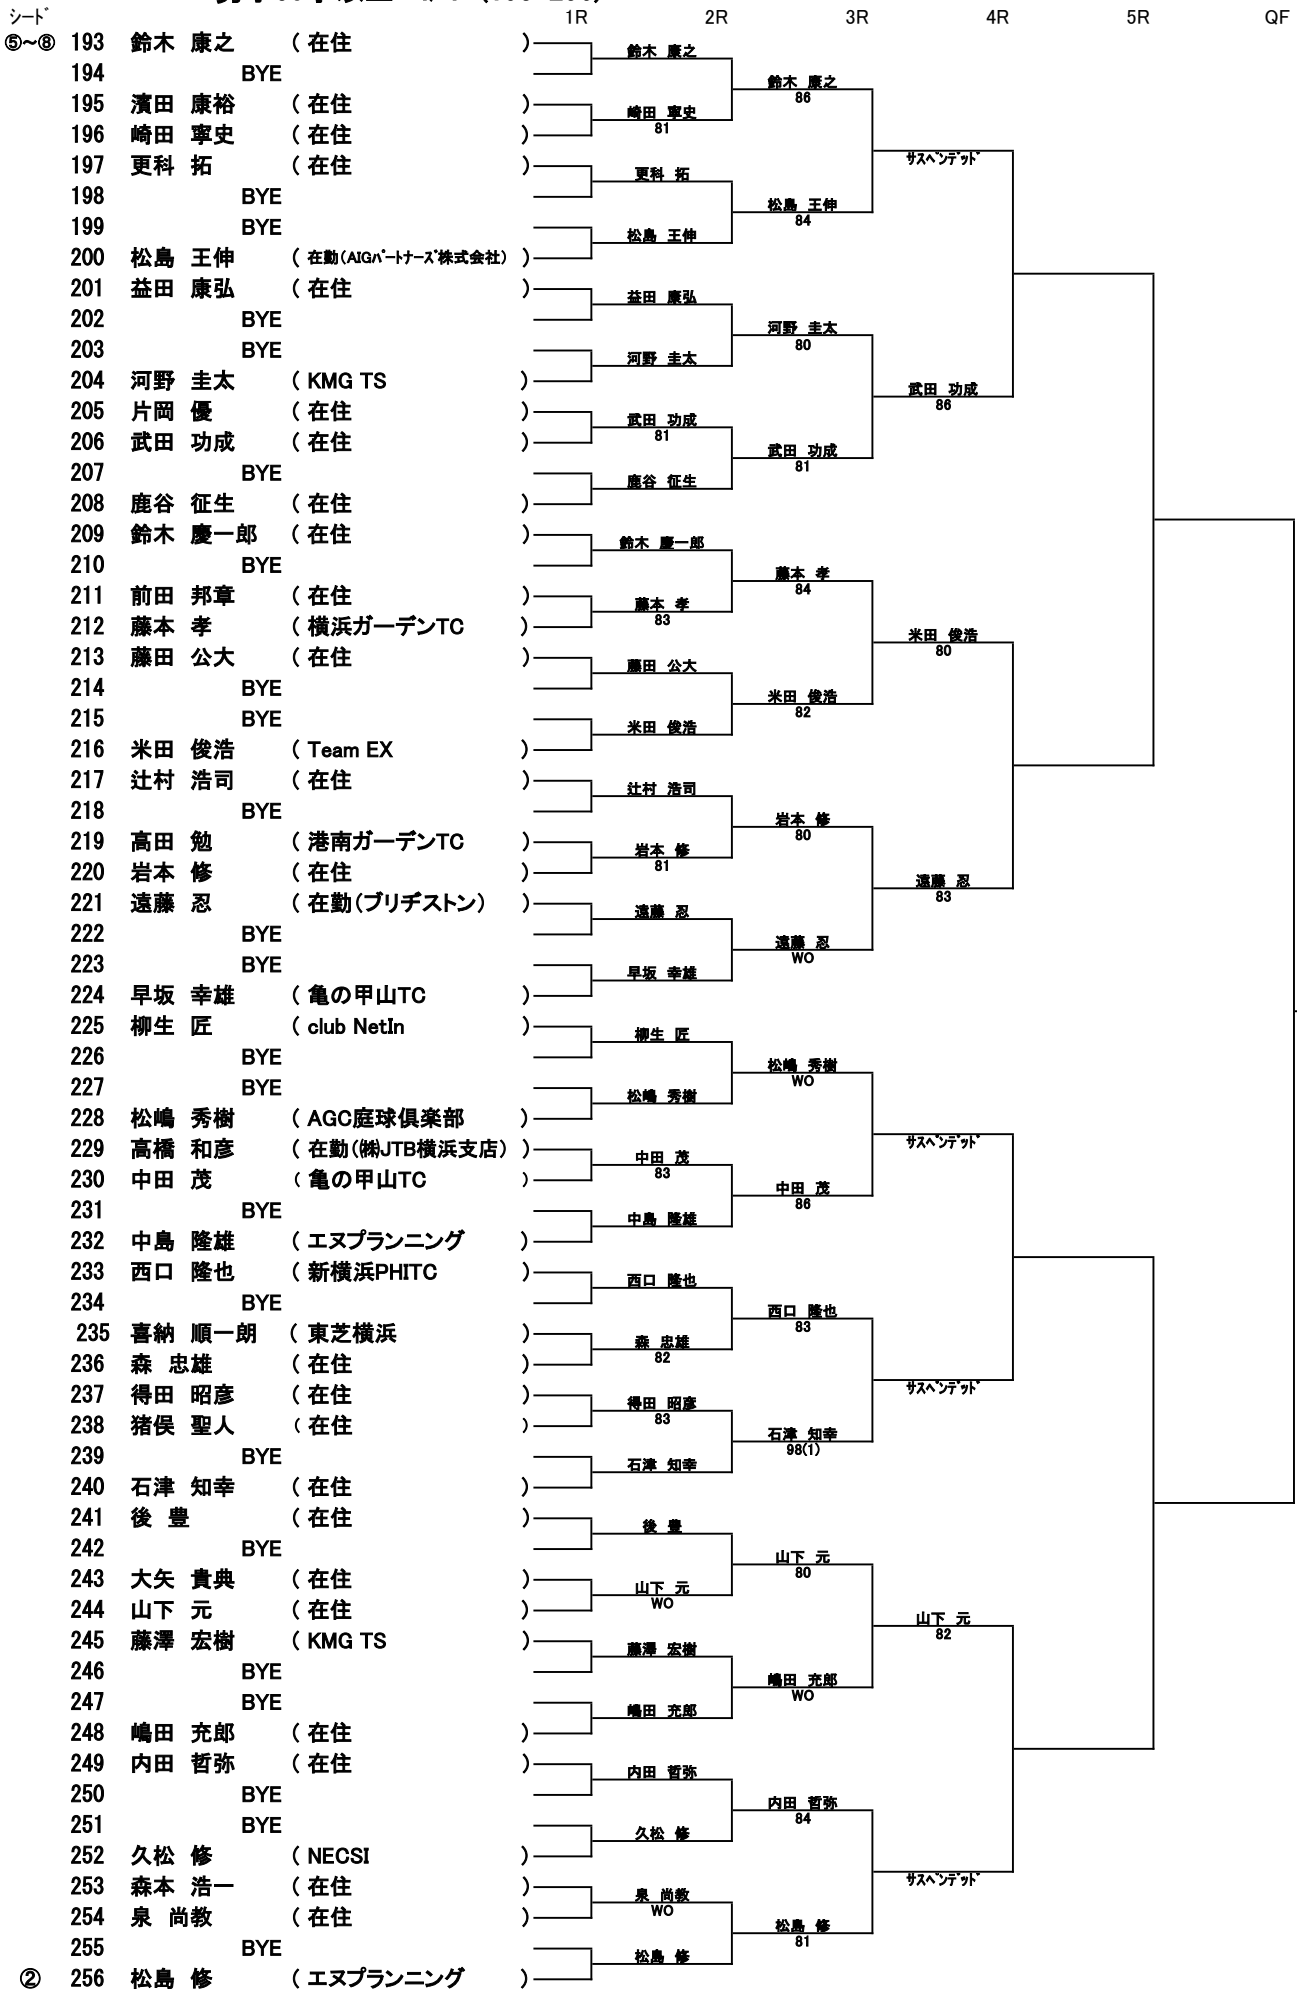 シード 1R 2R 3R 4R 5R QF
⑤～⑧ 193 鈴木 康之 ( 在住 )
鈴木 康之
194 BYE
鈴木 康之
86
195 濱田 康裕 ( 在住 )
崎田 寧史
81
196 崎田 寧史 ( 在住 )
サスペンデッド
197 更科 拓 ( 在住 )
更科 拓
198 BYE
松島 王伸
84
199 BYE
松島 王伸
200 松島 王伸 ( 在勤(AIGパートナーズ株式会社) )
201 益田 康弘 ( 在住 )
益田 康弘
202 BYE
河野 圭太
80
203 BYE
河野 圭太
204 河野 圭太 ( KMG TS )
武田 功成
86
205 片岡 優 ( 在住 )
武田 功成
81
206 武田 功成 ( 在住 )
武田 功成
81
207 BYE
鹿谷 征生
208 鹿谷 征生 ( 在住 )
209 鈴木 慶一郎 ( 在住 )
鈴木 慶一郎
210 BYE
藤本 孝
84
211 前田 邦章 ( 在住 )
藤本 孝
83
212 藤本 孝 ( 横浜ガーデンTC )
米田 俊浩
80
213 藤田 公大 ( 在住 )
藤田 公大
214 BYE
米田 俊浩
82
215 BYE
米田 俊浩
216 米田 俊浩 ( Team EX )
217 辻村 浩司 ( 在住 )
辻村 浩司
218 BYE
岩本 修
80
219 高田 勉 ( 港南ガーデンTC )
岩本 修
81
220 岩本 修 ( 在住 )
遠藤 忍
83
221 遠藤 忍 ( 在勤(ブリヂストン) )
遠藤 忍
222 BYE
遠藤 忍
WO
223 BYE
早坂 幸雄
224 早坂 幸雄 ( 亀の甲山TC )
225 柳生 匠 ( club NetIn )
柳生 匠
226 BYE
松嶋 秀樹
WO
227 BYE
松嶋 秀樹
228 松嶋 秀樹 ( AGC庭球倶楽部 )
サスペンデッド
229 高橋 和彦 ( 在勤(㈱JTB横浜支店) )
中田 茂
83
230 中田 茂 ( 亀の甲山TC )
中田 茂
86
231 BYE
中島 隆雄
232 中島 隆雄 ( エヌプランニング )
233 西口 隆也 ( 新横浜PHITC )
西口 隆也
234 BYE
西口 隆也
83
235 喜納 順一朗 ( 東芝横浜 )
森 忠雄
82
236 森 忠雄 ( 在住 )
サスペンデッド
237 得田 昭彦 ( 在住 )
得田 昭彦
83
238 猪俣 聖人 ( 在住 )
石津 知幸
98(1)
239 BYE
石津 知幸
240 石津 知幸 ( 在住 )
241 後 豊 ( 在住 )
後 豊
242 BYE
山下 元
80
243 大矢 貴典 ( 在住 )
山下 元
WO
244 山下 元 ( 在住 )
山下 元
82
245 藤澤 宏樹 ( KMG TS )
藤澤 宏樹
246 BYE
嶋田 充郎
WO
247 BYE
嶋田 充郎
248 嶋田 充郎 ( 在住 )
249 内田 哲弥 ( 在住 )
内田 哲弥
250 BYE
内田 哲弥
84
251 BYE
久松 修
252 久松 修 ( NECSI )
サスペンデッド
253 森本 浩一 ( 在住 )
泉 尚教
WO
254 泉 尚教 ( 在住 )
松島 修
81
255 BYE
松島 修
② 256 松島 修 ( エヌプランニング )